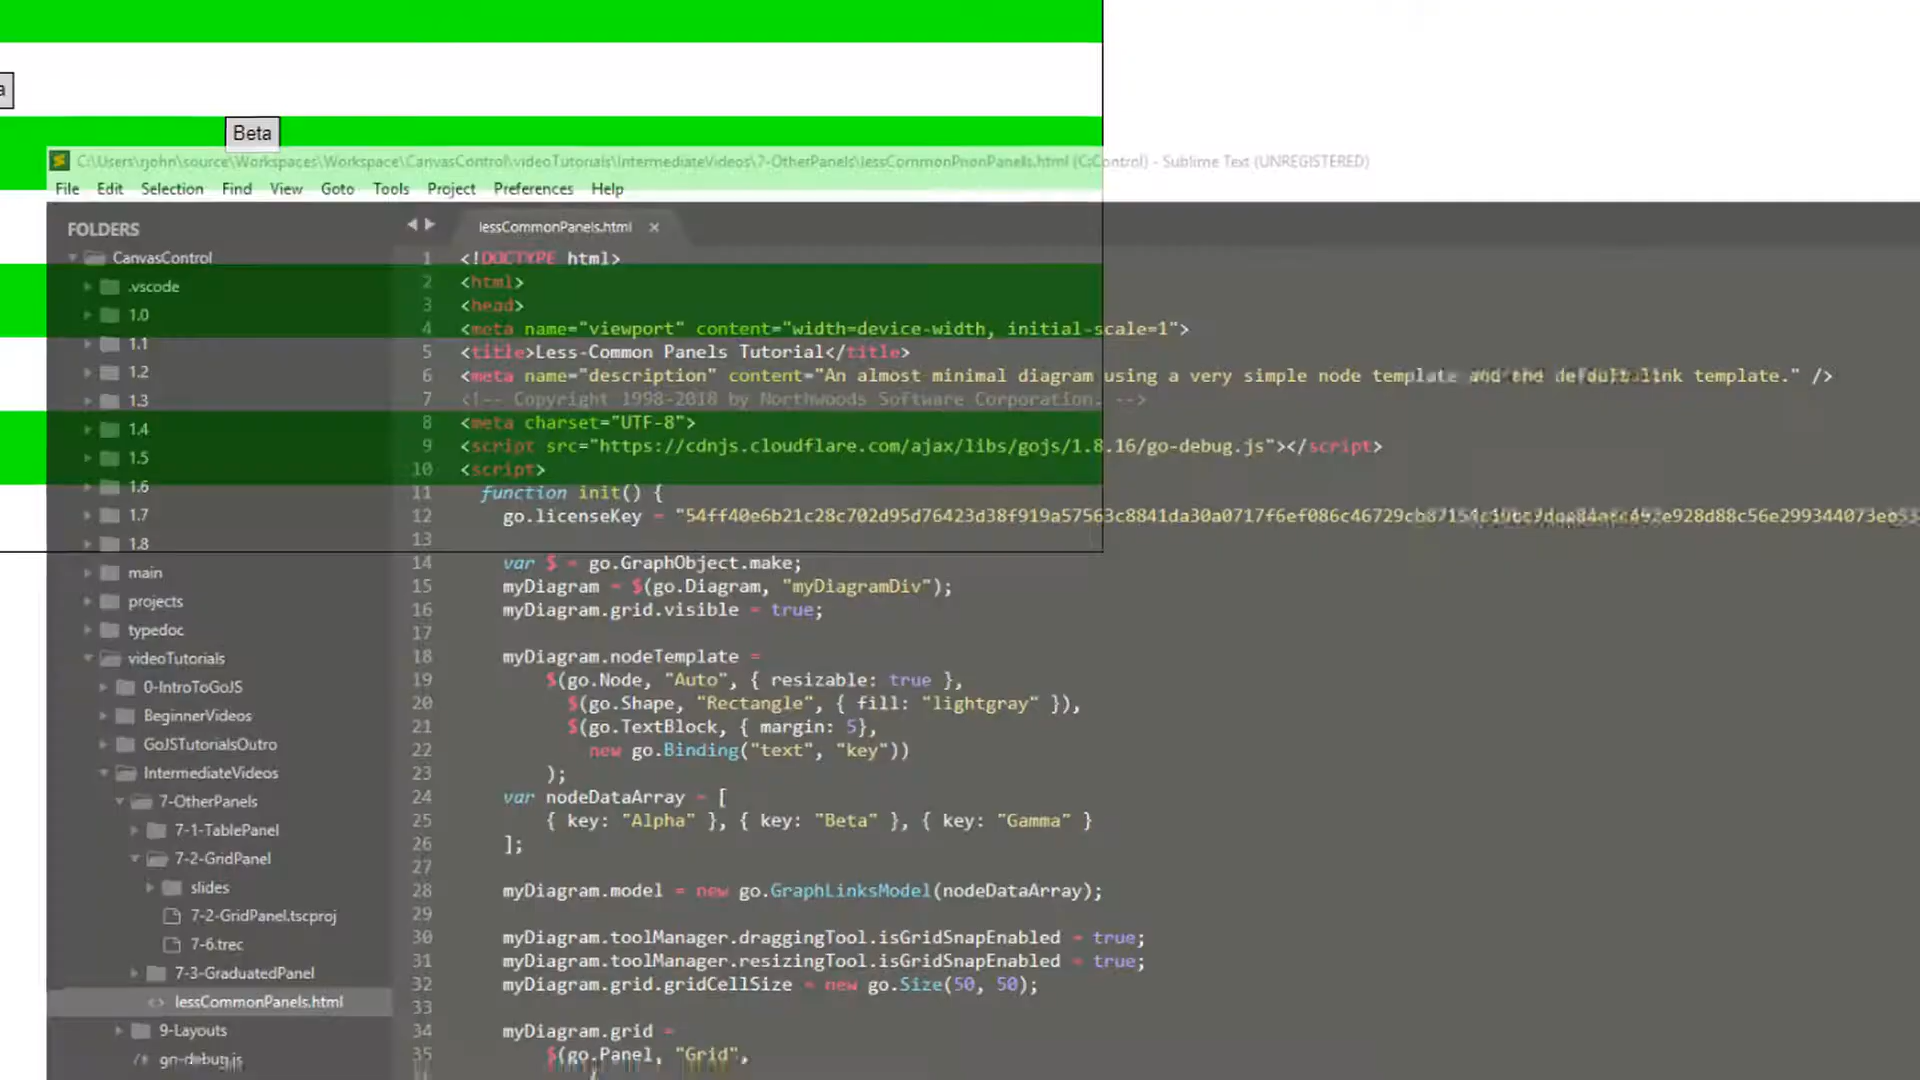 a
Beta
File Edit Selection Find View Goto Tools Project Preferences Help
FOLDERS
CanvasControl
.vscode
1.0
1.1
1.2
1.3
1.4
1.5
1.6
1.7
1.8
main
projects
typedoc
videoTutorials
0-IntroToGoJS
BeginnerVideos
GoJSTutorialsOutro
IntermediateVideos
7-OtherPanels
7-1-TablePanel
7-2-GridPanel
slides
7-2-GridPanel.tscproj
7-6.trec
7-3-GraduatedPanel
lessCommonPanels.html
9-Layouts
go-debug.js
lessCommonPanels.html
1 <!DOCTYPE html>
2 <html>
3 <head>
4 <meta name="viewport" content="width=device-width, initial-scale=1">
5 <title>Less-Common Panels Tutorial</title>
6 <meta name="description" content="An almost minimal diagram using a very simple node template and the default link template." />
7 <!-- Copyright 1998-2018 by Northwoods Software Corporation. -->
8 <meta charset="UTF-8">
9 <script src="https://cdnjs.cloudflare.com/ajax/libs/gojs/1.8.16/go-debug.js"></script>
10 <script>
11 function init() {
12 go.licenseKey =
13
14 var $ = go.GraphObject.make;
15 myDiagram = $(go.Diagram, "myDiagramDiv");
16 myDiagram.grid.visible = true;
17
18 myDiagram.nodeTemplate =
19 $(go.Node, "Auto", { resizable: true },
20 $(go.Shape, "Rectangle", { fill: "lightgray" }),
21 $(go.TextBlock, { margin: 5},
22 new go.Binding("text", "key"))
23 );
24 var nodeDataArray = [
25 { key: "Alpha" }, { key: "Beta" }, { key: "Gamma" }
26 ];
27
28 myDiagram.model = new go.GraphLinksModel(nodeDataArray);
29
30 myDiagram.toolManager.draggingTool.isGridSnapEnabled = true;
31 myDiagram.toolManager.resizingTool.isGridSnapEnabled = true;
32 myDiagram.grid.gridCellSize = new go.Size(50, 50);
33
34 myDiagram.grid =
35 $(go.Panel, "Grid",